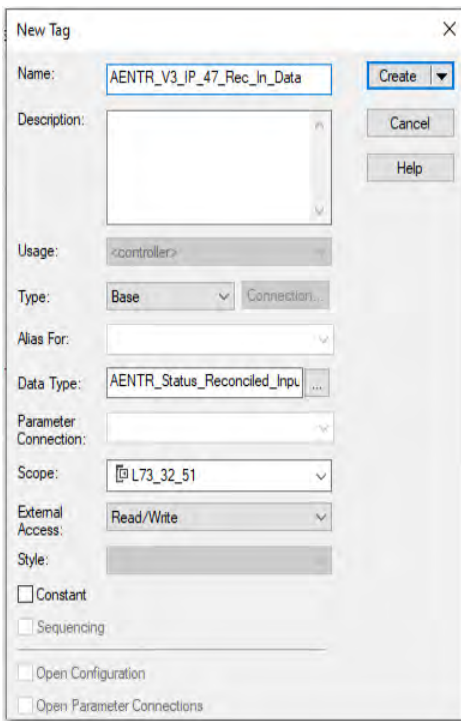 New Tag
Name: AENTR_V3_IP_47_Rec_In_Data Create
Description:
Cancel
Help
Usage: <controller>
Type: Base Connection...
Alias For:
Data Type: AENTR_Status_Reconciled_Inpu ...
Parameter
Connection:
Scope: L73_32_51
External
Access: Read/Write
Style:
Constant
Sequencing
Open Configuration
Open Parameter Connections